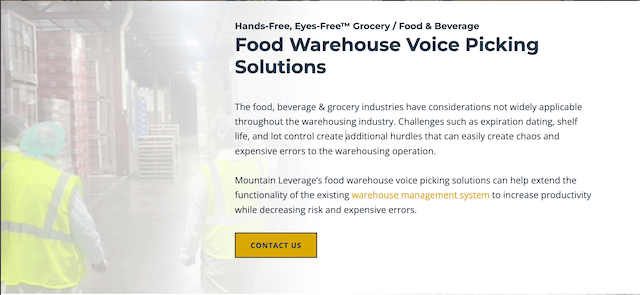 Hands-Free, Eyes-Free™ Grocery / Food & Beverage
Food Warehouse Voice Picking
Solutions
The food, beverage & grocery industries have considerations not widely applicable
throughout the warehousing industry. Challenges such as expiration dating, shelf
life, and lot control create additional hurdles that can easily create chaos and
expensive errors to the warehousing operation.
Mountain Leverage’s food warehouse voice picking solutions can help extend the
functionality of the existing warehouse management system to increase productivity
while decreasing risk and expensive errors.
CONTACT US